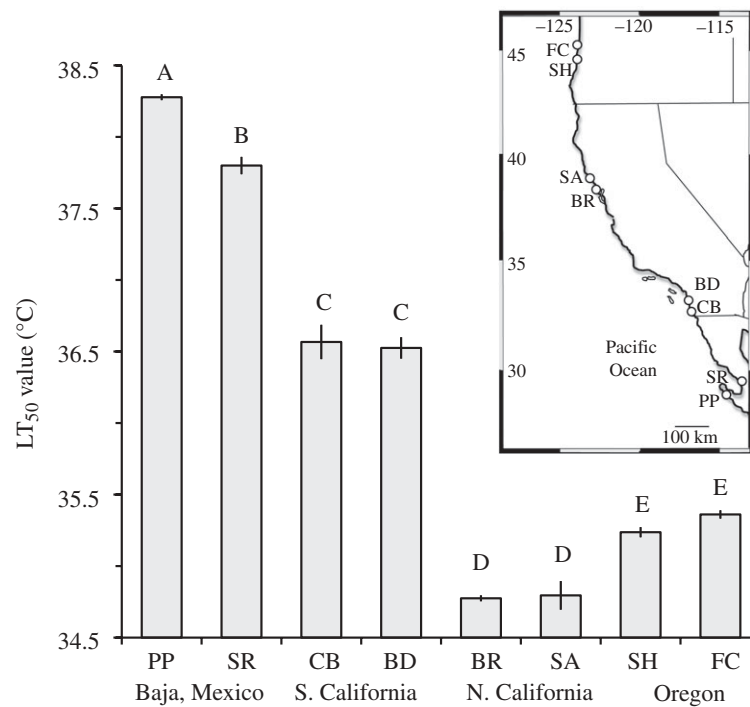 −125 −120 −115
45
FC
SH
40
SA
BR
35
BD
CB
Pacific
Ocean
30
SR
PP
100 km
LT50 value (°C)
38.5
37.5
36.5
35.5
34.5
A
B
C
C
D
D
E
E
PP SR CB BD BR SA SH FC
Baja, Mexico S. California N. California Oregon